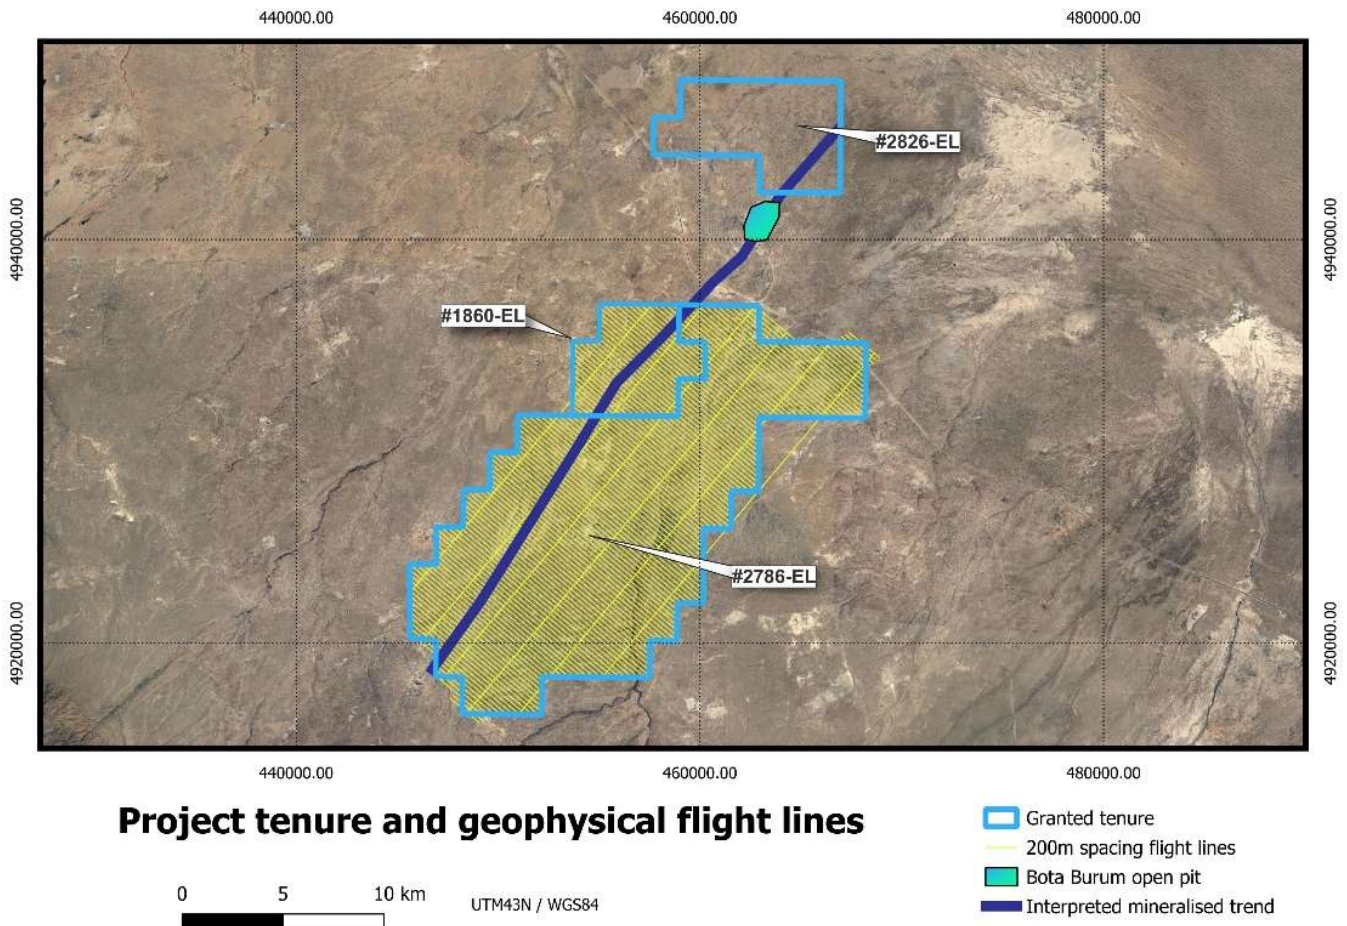 440000.00 460000.00 480000.00
#2826-EL
4940000.00 4940000.00
#1860-EL
#2786-EL
4920000.00 4920000.00
440000.00 460000.00 480000.00
Project tenure and geophysical flight lines
Granted tenure
200m spacing flight lines
Bota Burum open pit
Interpreted mineralised trend
0 5 10 km
UTM43N / WGS84